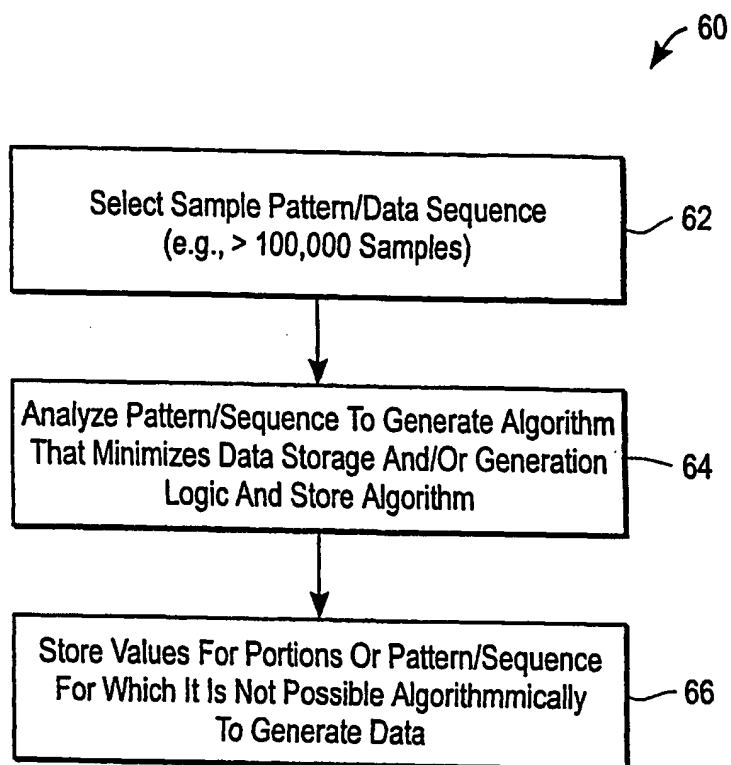 60
Select Sample Pattern/Data Sequence
(e.g., > 100,000 Samples)
62
Analyze Pattern/Sequence To Generate Algorithm
That Minimizes Data Storage And/Or Generation
Logic And Store Algorithm
64
Store Values For Portions Or Pattern/Sequence
For Which It Is Not Possible Algorithmmically
To Generate Data
66